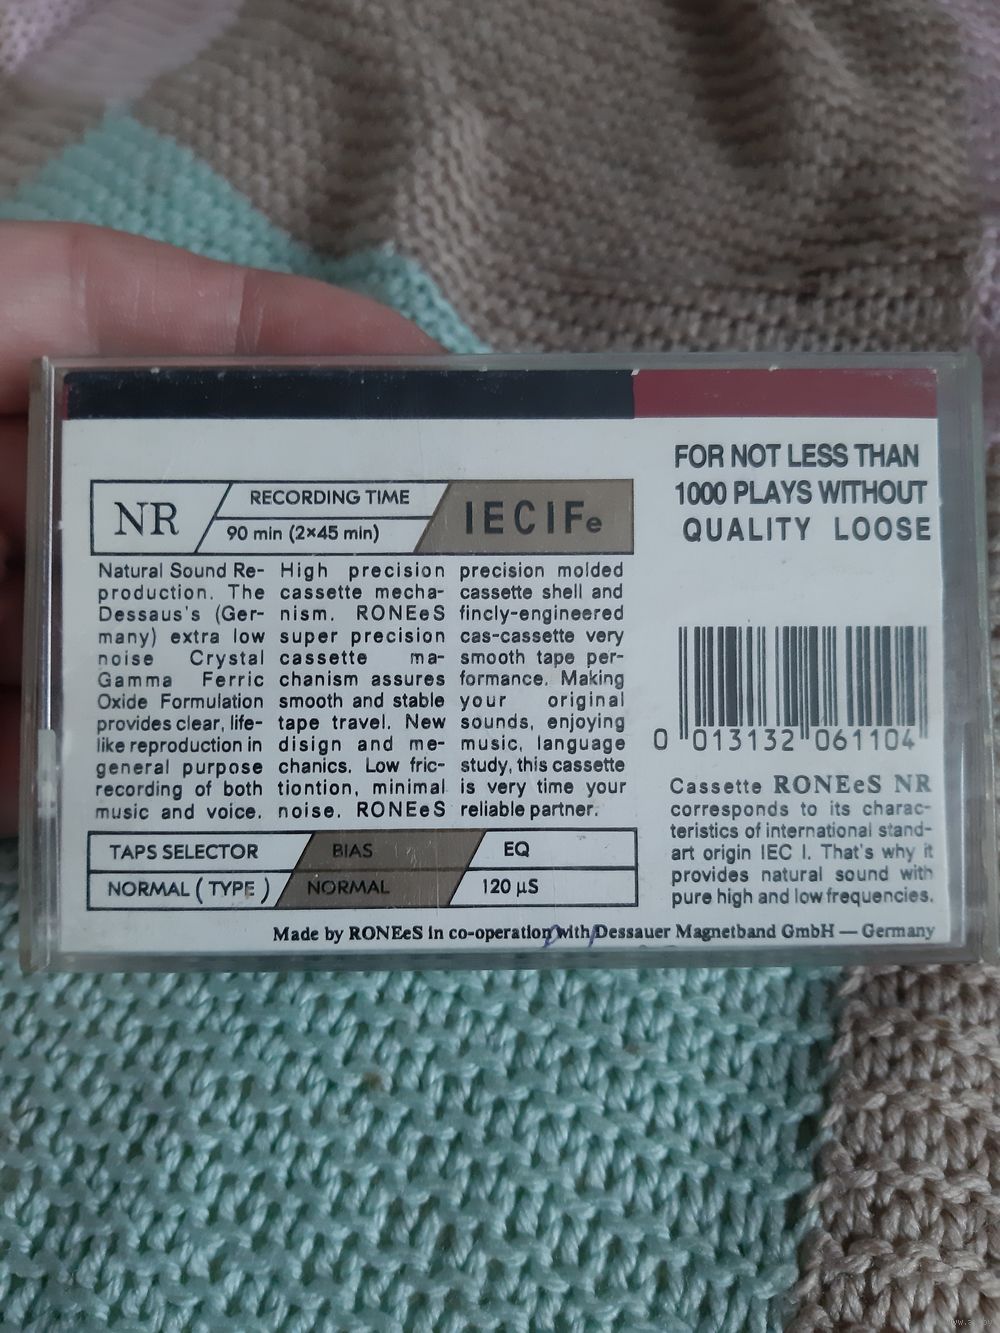 FOR NOT LESS THAN
1000 PLAYS WITHOUT
QUALITY LOOSE
NR
RECORDING TIME
90 min (2×45 min)
IECIFe
Natural Sound Re-
production. The
Dessaus's (Ger-
many) extra low
noise Crystal
Gamma Ferric
Oxide Formulation
provides clear, life-
like reproduction in
general purpose
recording of both
music and voice.
High precision
cassette mecha-
nism. RONEeS
super precision
cassette ma-
chanism assures
smooth and stable
tape travel. New
disign and me-
chanics. Low fric-
tiontion, minimal
noise. RONEeS
precision molded
cassette shell and
fincly-engineered
cas-cassette very
smooth tape per-
formance. Making
your original
sounds, enjoying
music, language
study, this cassette
is very time your
reliable partner.
TAPS SELECTOR
BIAS
EQ
NORMAL (TYPE )
NORMAL
120 µS
0 013132 061104
Cassette RONEeS NR
corresponds to its charac-
teristics of international stand-
art origin IEC I. That's why it
provides natural sound with
pure high and low frequencies.
Made by RONEeS in co-operation with Dessauer Magnetband GmbH — Germany